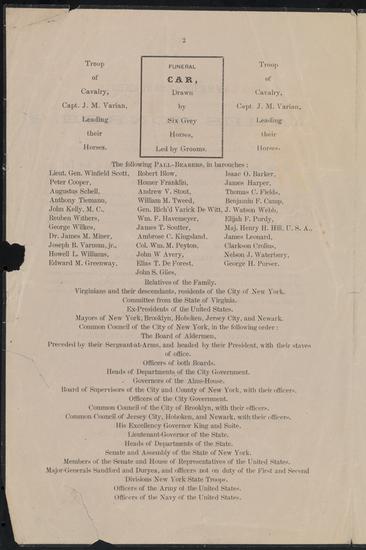 2
Troop
of
Cavalry,
Capt. J. M. Varian,
Leading
their
Horses.
FUNERAL
CAR,
Drawn
by
Six Grey
Horses,
Led by Grooms.
Troop
of
Cavalry,
Capt. J. M. Varian,
Leading
their
Horses.
The following PALL-BEARERS, in barouches :
Lieut. Gen. Winfield Scott, Robert Blow, Isaac O. Barker,
Peter Cooper, Homer Franklin, James Harper,
Augustus Schell, Andrew V. Stout, Thomas C. Fields,
Anthony Tiemann, William M. Tweed, Benjamin F. Camp,
John Kelly, M. C., Gen. Rich'd Varick De Witt, J. Watson Webb,
Reuben Withers, Wm. F. Havemeyer, Elijah F. Purdy,
George Wilkes, James T. Soutter, Maj. Henry H. Hill, U. S. A.,
Dr. James M. Miner, Ambrose C. Kingsland, James Leonard,
Joseph B. Varnum, jr., Col. Wm. M. Peyton, Clarkson Crolius,
Howell L. Williams, John W. Avery, Nelson J. Waterbury,
Edward M. Greenway, Elias T. De Forest, George H. Purser.
John S. Giles,
Relatives of the Family.
Virginians and their descendants, residents of the City of New York.
Committee from the State of Virginia.
Ex-Presidents of the United States.
Mayors of New York, Brooklyn, Hoboken, Jersey City, and Newark.
Common Council of the City of New York, in the following order :
The Board of Aldermen,
Preceded by their Sergeant-at-Arms, and headed by their President, with their staves
of office.
Officers of both Boards.
Heads of Departments of the City Government.
Governors of the Alms-House.
Board of Supervisors of the City and County of New York, with their officers.
Officers of the City Government.
Common Council of the City of Brooklyn, with their officers.
Common Council of Jersey City, Hoboken, and Newark, with their officers.
His Excellency Governor King and Suite.
Lieutenant-Governor of the State.
Heads of Departments of the State.
Senate and Assembly of the State of New York.
Members of the Senate and House of Representatives of the United States.
Major-Generals Sandford and Duryea, and officers not on duty of the First and Second
Divisions New York State Troops.
Officers of the Army of the United States.
Officers of the Navy of the United States.